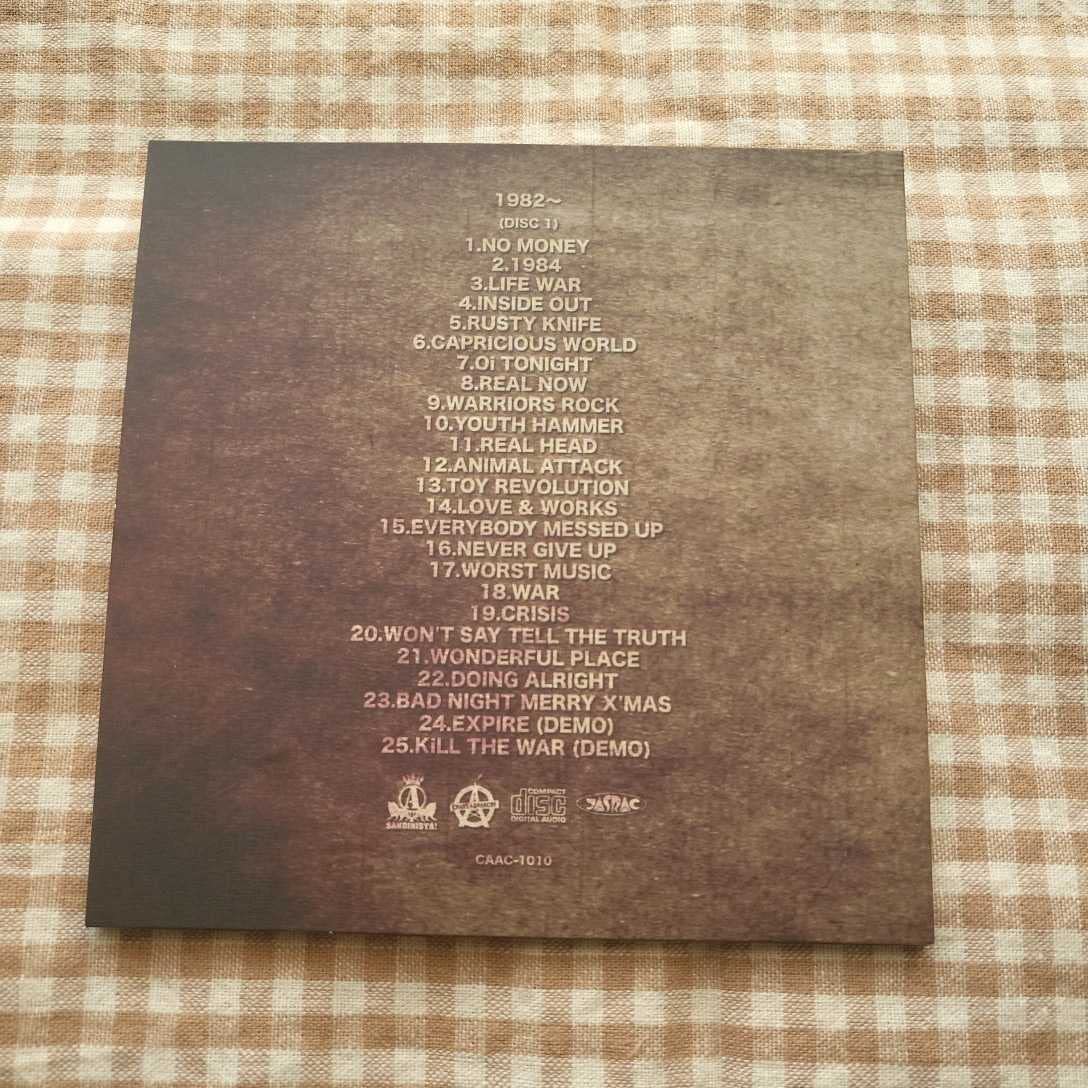 1982~
(DISC 1)
1.NO MONEY
2.1984
3.LIFE WAR
4.INSIDE OUT
5.RUSTY KNIFE
6.CAPRICIOUS WORLD
7.Oi TONIGHT
8.REAL NOW
9.WARRIORS ROCK
10.YOUTH HAMMER
11.REAL HEAD
12.ANIMAL ATTACK
13.TOY REVOLUTION
14.LOVE & WORKS
15.EVERYBODY MESSED UP
16.NEVER GIVE UP
17.WORST MUSIC
18.WAR
19.CRISIS
20.WON'T SAY TELL THE TRUTH
21.WONDERFUL PLACE
22.DOING ALRIGHT
23.BAD NIGHT MERRY X'MAS
24.EXPIRE (DEMO)
25.KiLL THE WAR (DEMO)
A
SANDINISTA!
COMPACT
disc
DIGITAL AUDIO
JASRAC
CAAC-1010